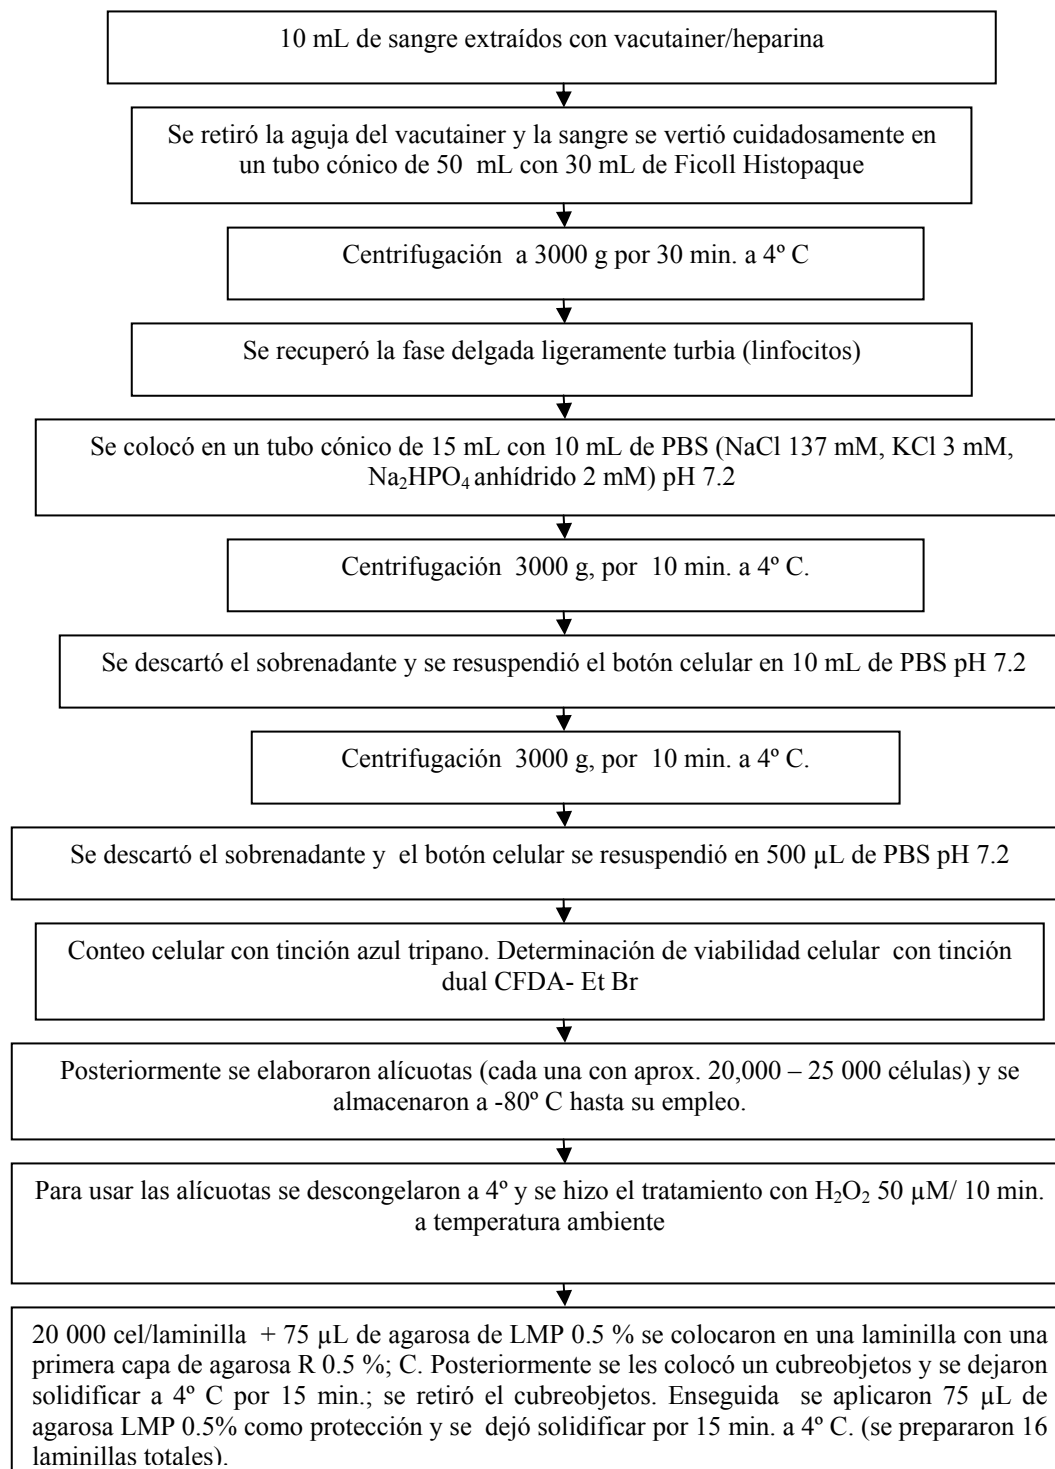 10 mL de sangre extraídos con vacutainer/heparina
Se retiró la aguja del vacutainer y la sangre se vertió cuidadosamente en
un tubo cónico de 50 mL con 30 mL de Ficoll Histopaque
Centrifugación a 3000 g por 30 min. a 4º C
Se recuperó la fase delgada ligeramente turbia (linfocitos)
Se colocó en un tubo cónico de 15 mL con 10 mL de PBS (NaCl 137 mM, KCl 3 mM,
Na₂HPO₄ anhídrido 2 mM) pH 7.2
Centrifugación 3000 g, por 10 min. a 4º C.
Se descartó el sobrenadante y se resuspendió el botón celular en 10 mL de PBS pH 7.2
Centrifugación 3000 g, por 10 min. a 4º C.
Se descartó el sobrenadante y el botón celular se resuspendió en 500 µL de PBS pH 7.2
Conteo celular con tinción azul tripano. Determinación de viabilidad celular con tinción
dual CFDA- Et Br
Posteriormente se elaboraron alícuotas (cada una con aprox. 20,000 – 25 000 células) y se
almacenaron a -80º C hasta su empleo.
Para usar las alícuotas se descongelaron a 4º y se hizo el tratamiento con H₂O₂ 50 µM/ 10 min.
a temperatura ambiente
20 000 cel/laminilla + 75 µL de agarosa de LMP 0.5 % se colocaron en una laminilla con una
primera capa de agarosa R 0.5 %; C. Posteriormente se les colocó un cubreobjetos y se dejaron
solidificar a 4º C por 15 min.; se retiró el cubreobjetos. Enseguida se aplicaron 75 µL de
agarosa LMP 0.5% como protección y se dejó solidificar por 15 min. a 4º C. (se prepararon 16
laminillas totales).